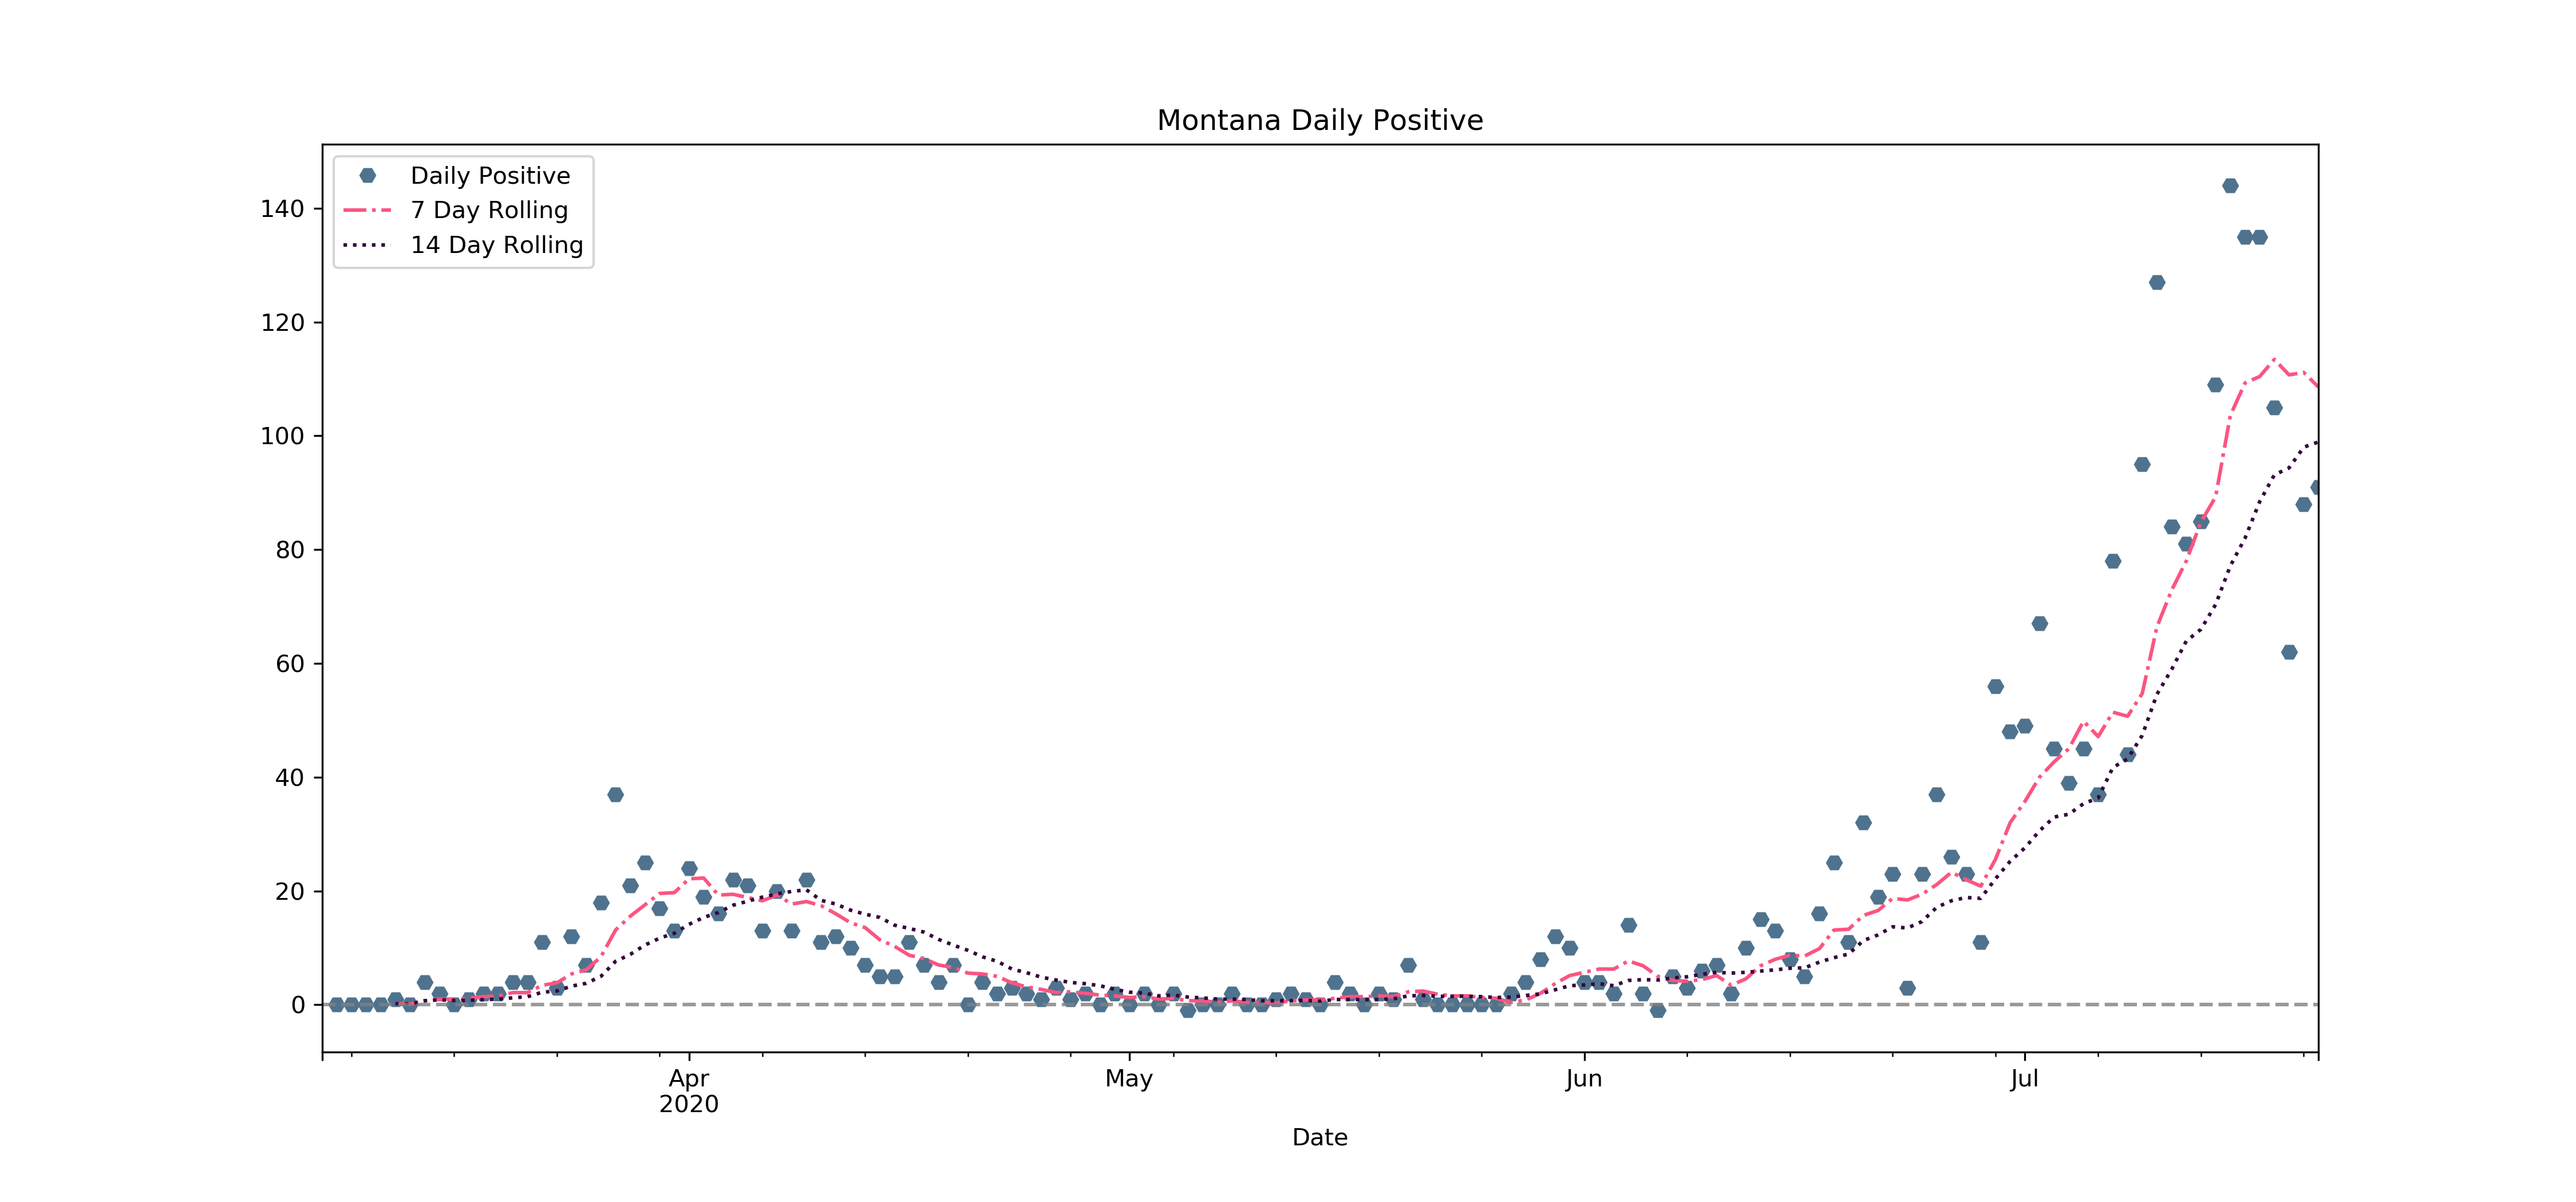 Montana Daily Positive
Daily Positive
7 Day Rolling
14 Day Rolling
140
120
100
80
60
40
20
0
Apr
2020
May
Jun
Jul
Date